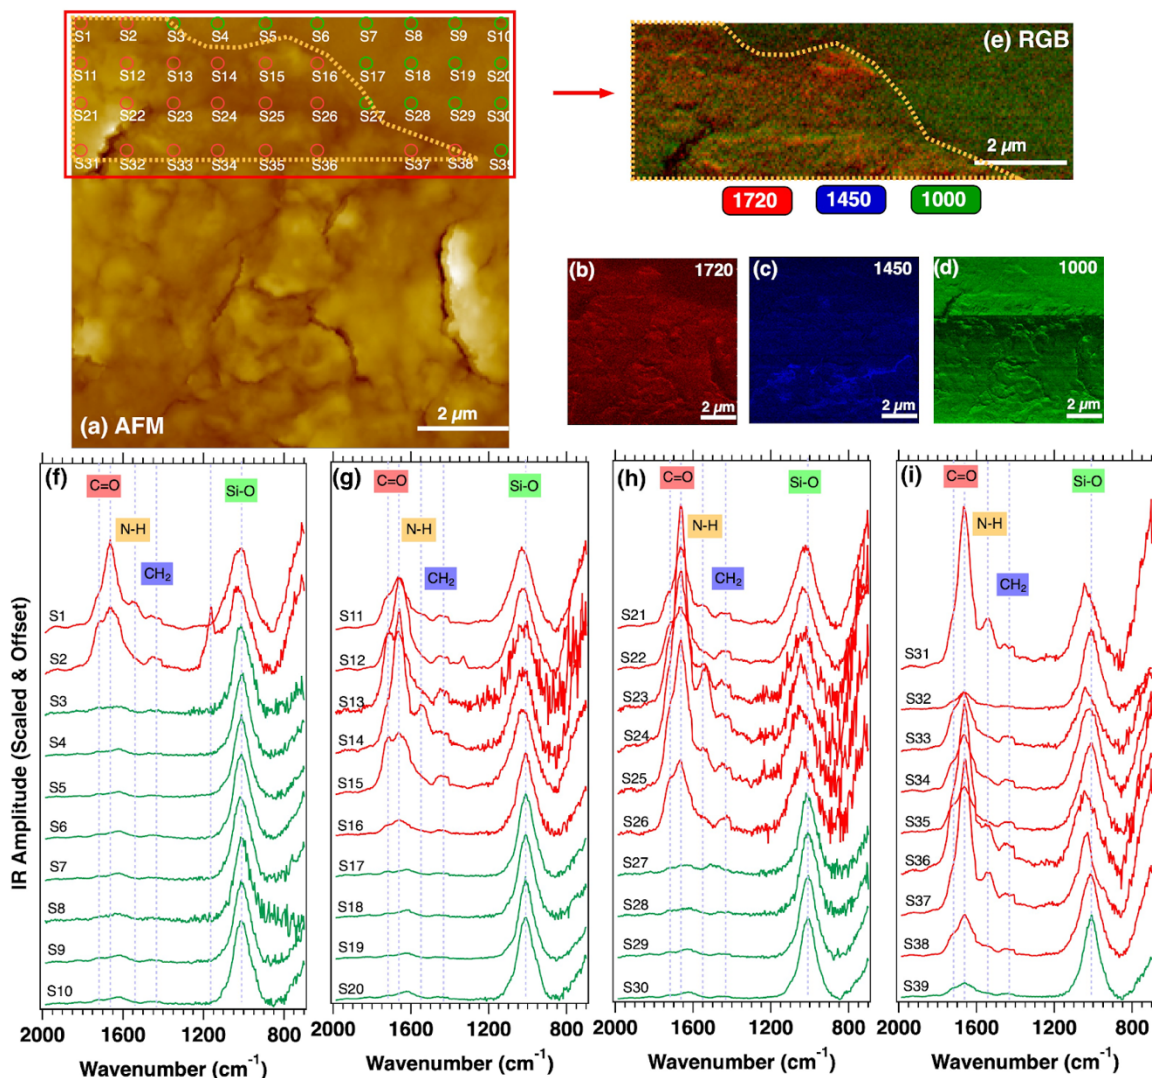 S1 S2 S3 S4 S5 S6 S7 S8 S9 S10
S11 S12 S13 S14 S15 S16 S17 S18 S19 S20
S21 S22 S23 S24 S25 S26 S27 S28 S29 S30
S31 S32 S33 S34 S35 S36 S37 S38 S39
(a) AFM
2 µm
(e) RGB
2 µm
1720 1450 1000
(b) 1720
2 µm
(c) 1450
2 µm
(d) 1000
2 µm
IR Amplitude (Scaled & Offset)
(f)
C=O
N-H
CH₂
Si-O
S1
S2
S3
S4
S5
S6
S7
S8
S9
S10
2000 1600 1200 800
Wavenumber (cm⁻¹)
(g)
C=O
N-H
CH₂
Si-O
S11
S12
S13
S14
S15
S16
S17
S18
S19
S20
2000 1600 1200 800
Wavenumber (cm⁻¹)
(h)
C=O
N-H
CH₂
Si-O
S21
S22
S23
S24
S25
S26
S27
S28
S29
S30
2000 1600 1200 800
Wavenumber (cm⁻¹)
(i)
C=O
N-H
CH₂
Si-O
S31
S32
S33
S34
S35
S36
S37
S38
S39
2000 1600 1200 800
Wavenumber (cm⁻¹)